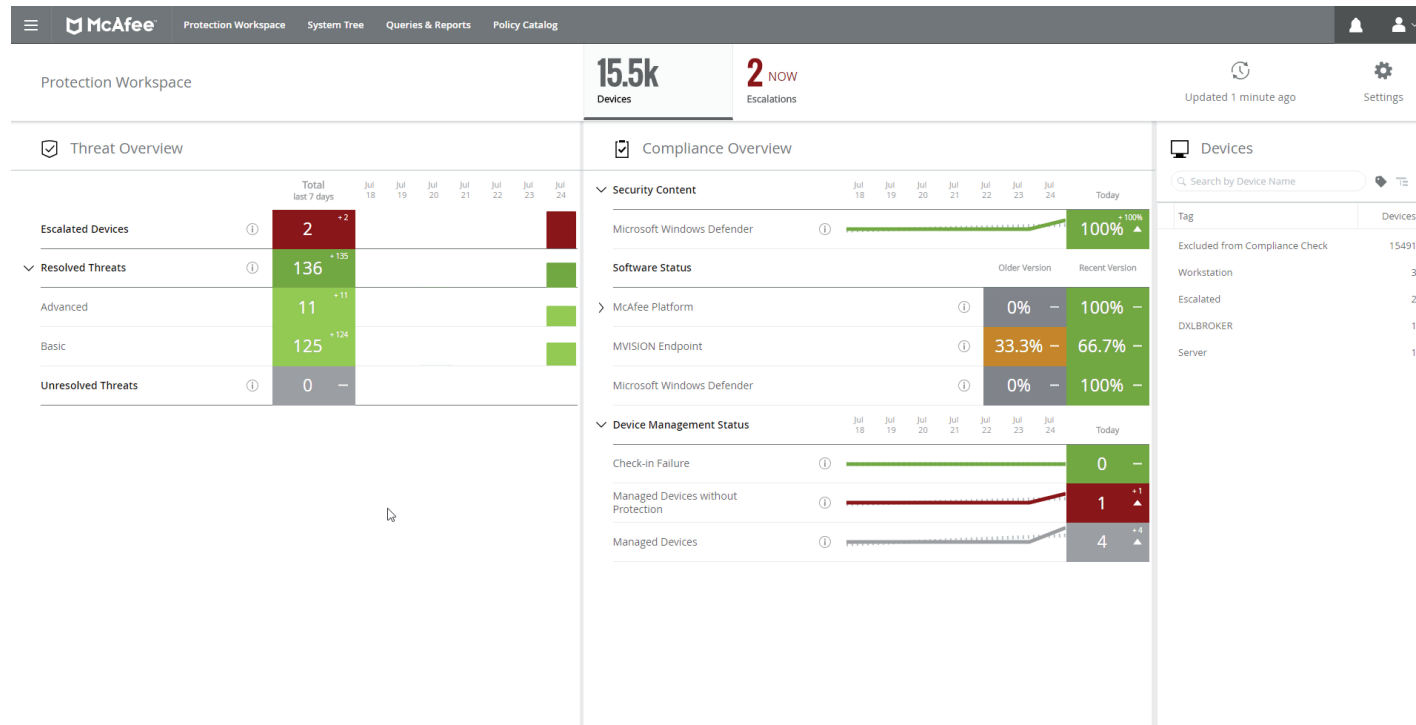 McAfee Protection Workspace System Tree Queries & Reports Policy Catalog
Protection Workspace
15.5k
Devices
2 NOW
Escalations
Updated 1 minute ago
Settings
Threat Overview
Total
last 7 days
Jul 18
Jul 19
Jul 20
Jul 21
Jul 22
Jul 23
Jul 24
Escalated Devices 2 +2
Resolved Threats 136 +135
Advanced 11 +11
Basic 125 +124
Unresolved Threats 0 –
Compliance Overview
Security Content
Jul 18
Jul 19
Jul 20
Jul 21
Jul 22
Jul 23
Jul 24
Today
Microsoft Windows Defender 100% +100%
Software Status Older Version Recent Version
McAfee Platform 0% – 100% –
MVISION Endpoint 33.3% – 66.7% –
Microsoft Windows Defender 0% – 100% –
Device Management Status
Jul 18
Jul 19
Jul 20
Jul 21
Jul 22
Jul 23
Jul 24
Today
Check-in Failure 0 –
Managed Devices without
Protection 1 +1
Managed Devices 4 +4
Devices
Search by Device Name
Tag Devices
Excluded from Compliance Check 15491
Workstation 3
Escalated 2
DXLBROKER 1
Server 1